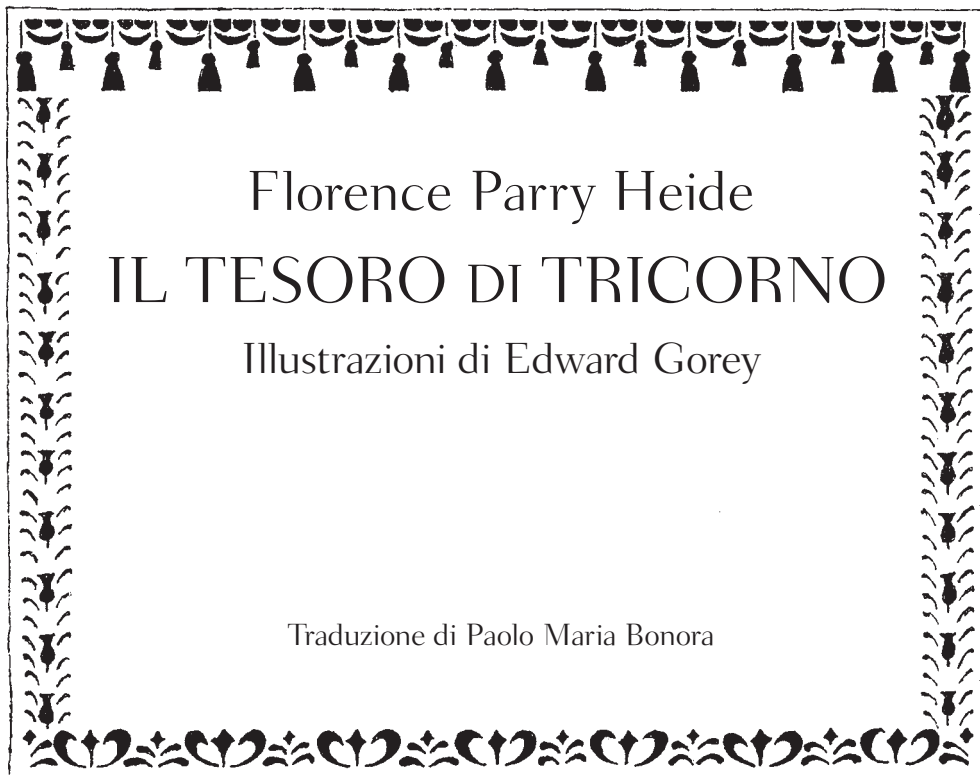 Florence Parry Heide
IL TESORO DI TRICORNO
Illustrazioni di Edward Gorey
Traduzione di Paolo Maria Bonora